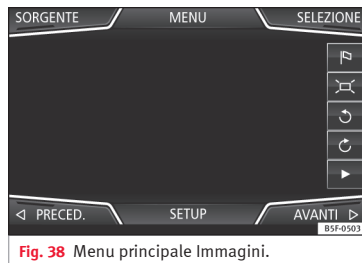 SORGENTE MENU SELEZIONE
◁ PRECED. SETUP AVANTI ▷
B5F-0503
Fig. 38 Menu principale Immagini.